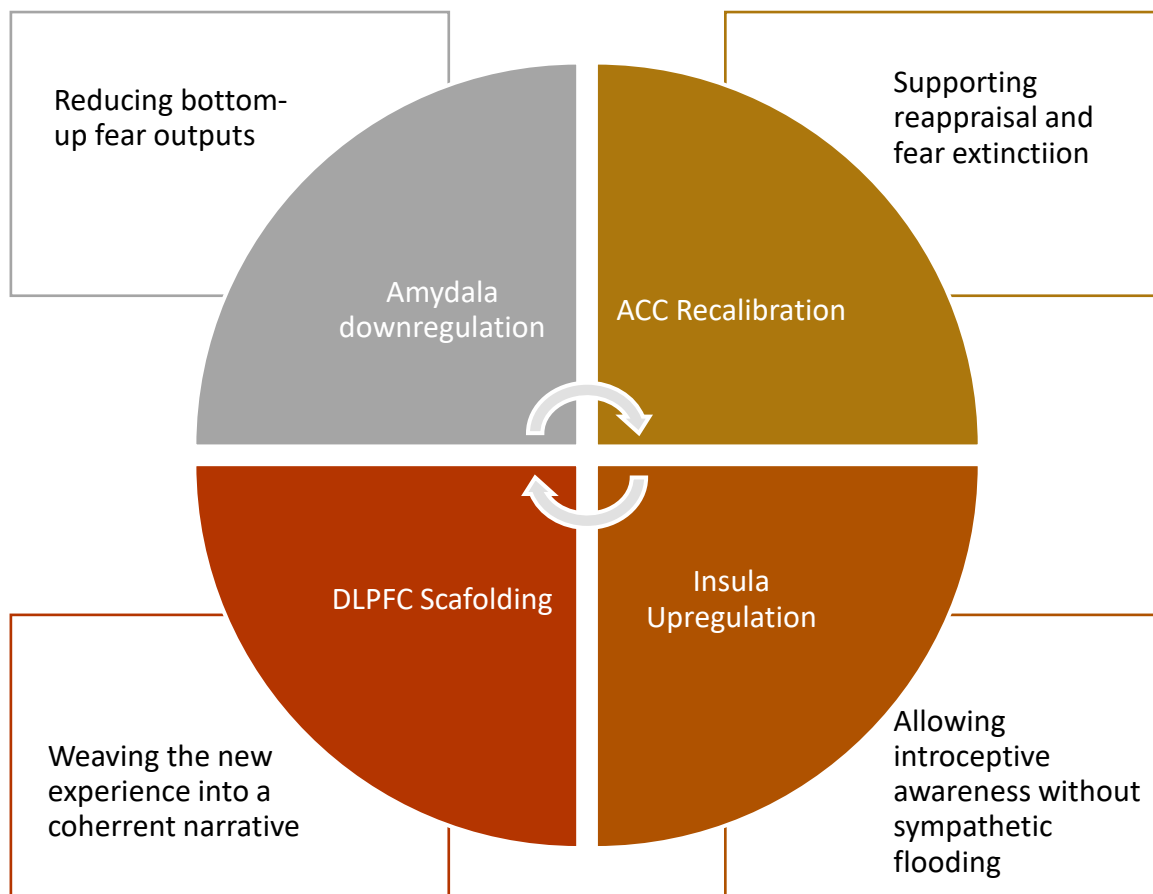 Reducing bottom-
up fear outputs
Supporting
reappraisal and
fear extinctiion
Amydala
downregulation
ACC Recalibration
DLPFC Scafolding
Insula
Upregulation
Weaving the new
experience into a
coherrent narrative
Allowing
introceptive
awareness without
sympathetic
flooding